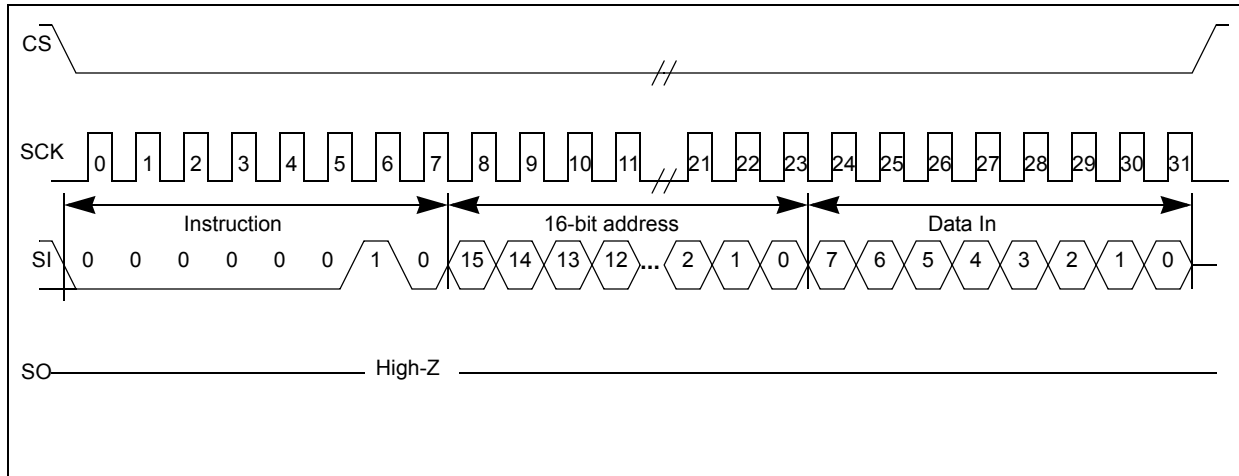 CS
SCK 0 1 2 3 4 5 6 7 8 9 10 11 21 22 23 24 25 26 27 28 29 30 31
Instruction 16-bit address Data In
SI 0 0 0 0 0 0 1 0 15 14 13 12 ... 2 1 0 7 6 5 4 3 2 1 0
SO High-Z